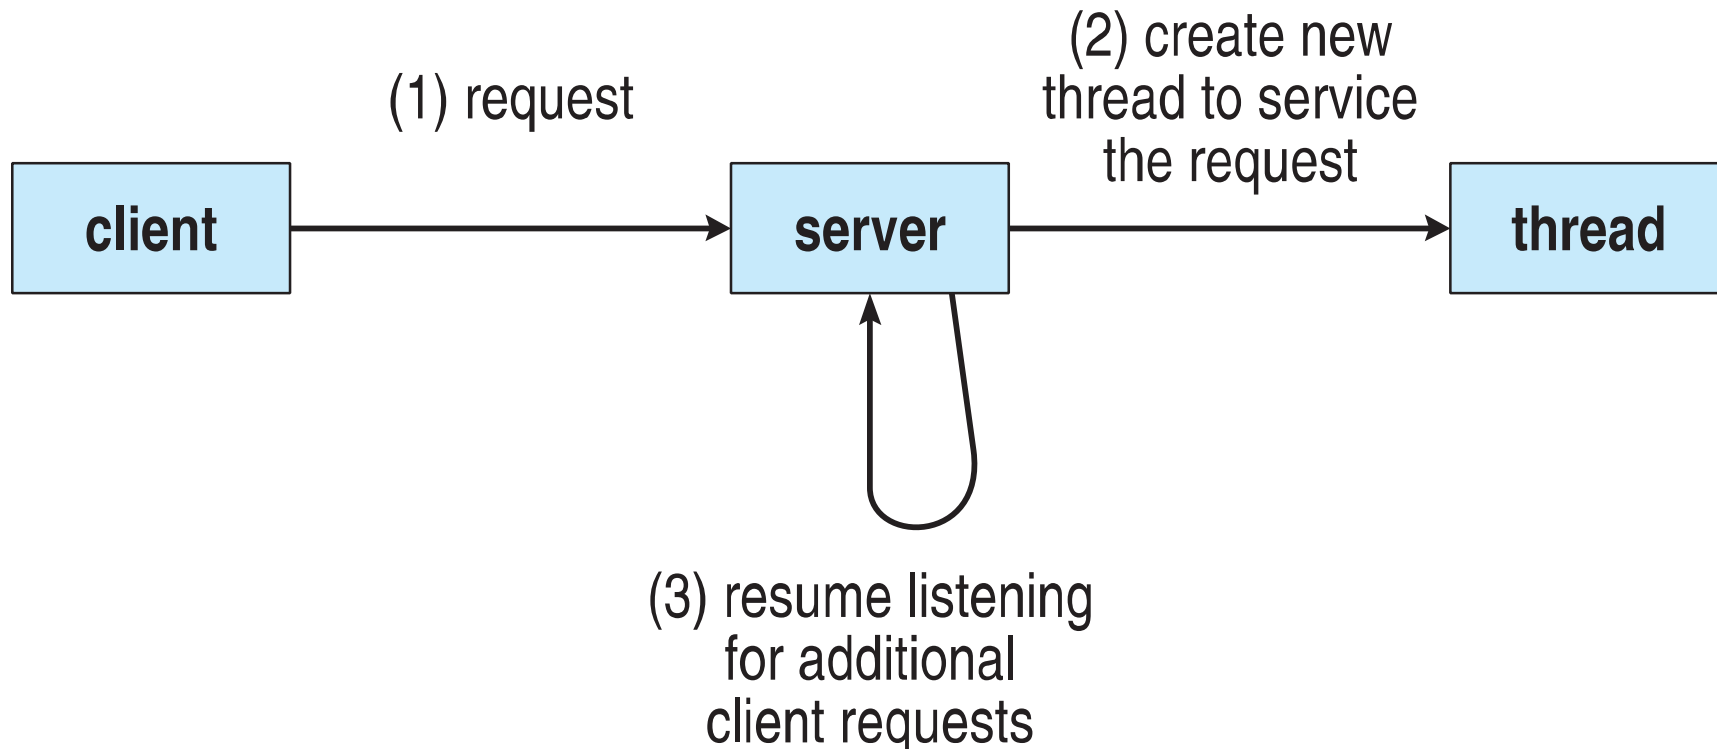 (1) request
(2) create new
thread to service
the request
client
server
thread
(3) resume listening
for additional
client requests